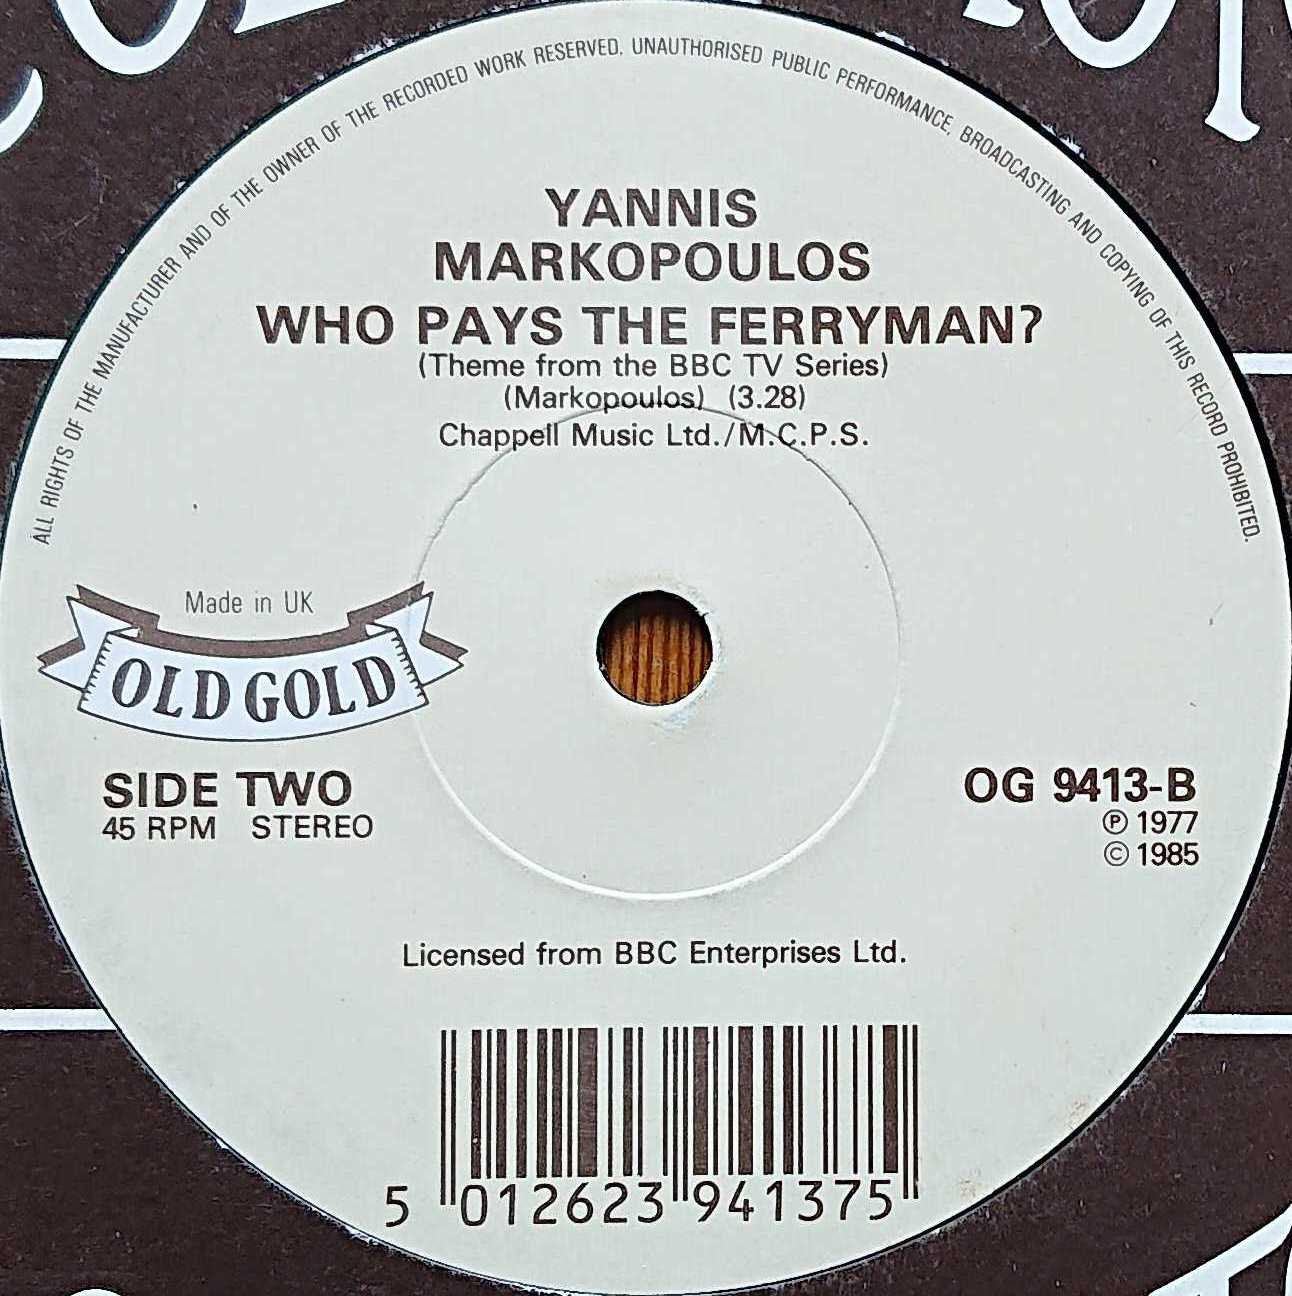 ALL RIGHTS OF THE MANUFACTURER AND OF THE OWNER OF THE RECORDED WORK RESERVED. UNAUTHORISED PUBLIC PERFORMANCE, BROADCASTING AND COPYING OF THIS RECORD PROHIBITED.
YANNIS
MARKOPOULOS
WHO PAYS THE FERRYMAN?
(Theme from the BBC TV Series)
(Markopoulos) (3.28)
Chappell Music Ltd./M.C.P.S.
Made in UK
OLD GOLD
SIDE TWO
45 RPM STEREO
OG 9413-B
Ⓟ 1977
© 1985
Licensed from BBC Enterprises Ltd.
5 012623 941375